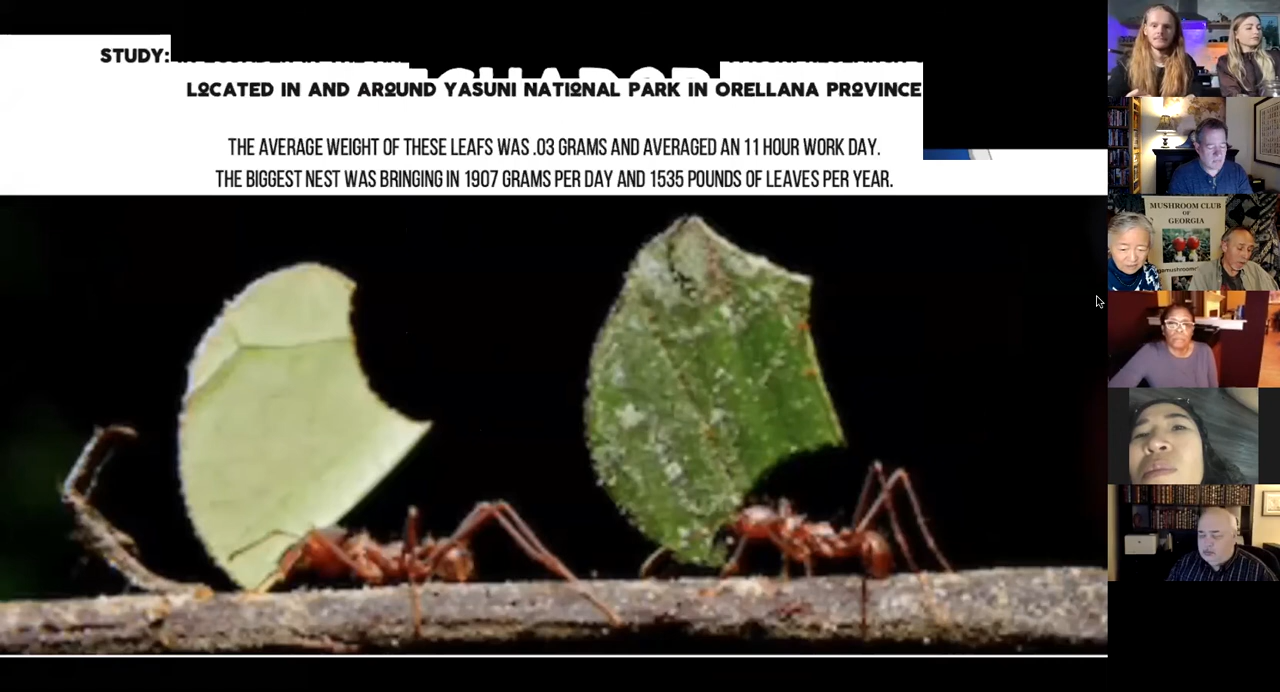 STUDY:
LOCATED IN AND AROUND YASUNI NATIONAL PARK IN ORELLANA PROVINCE
THE AVERAGE WEIGHT OF THESE LEAFS WAS .03 GRAMS AND AVERAGED AN 11 HOUR WORK DAY.
THE BIGGEST NEST WAS BRINGING IN 1907 GRAMS PER DAY AND 1535 POUNDS OF LEAVES PER YEAR.
MUSHROOM CLUB
OF
GEORGIA